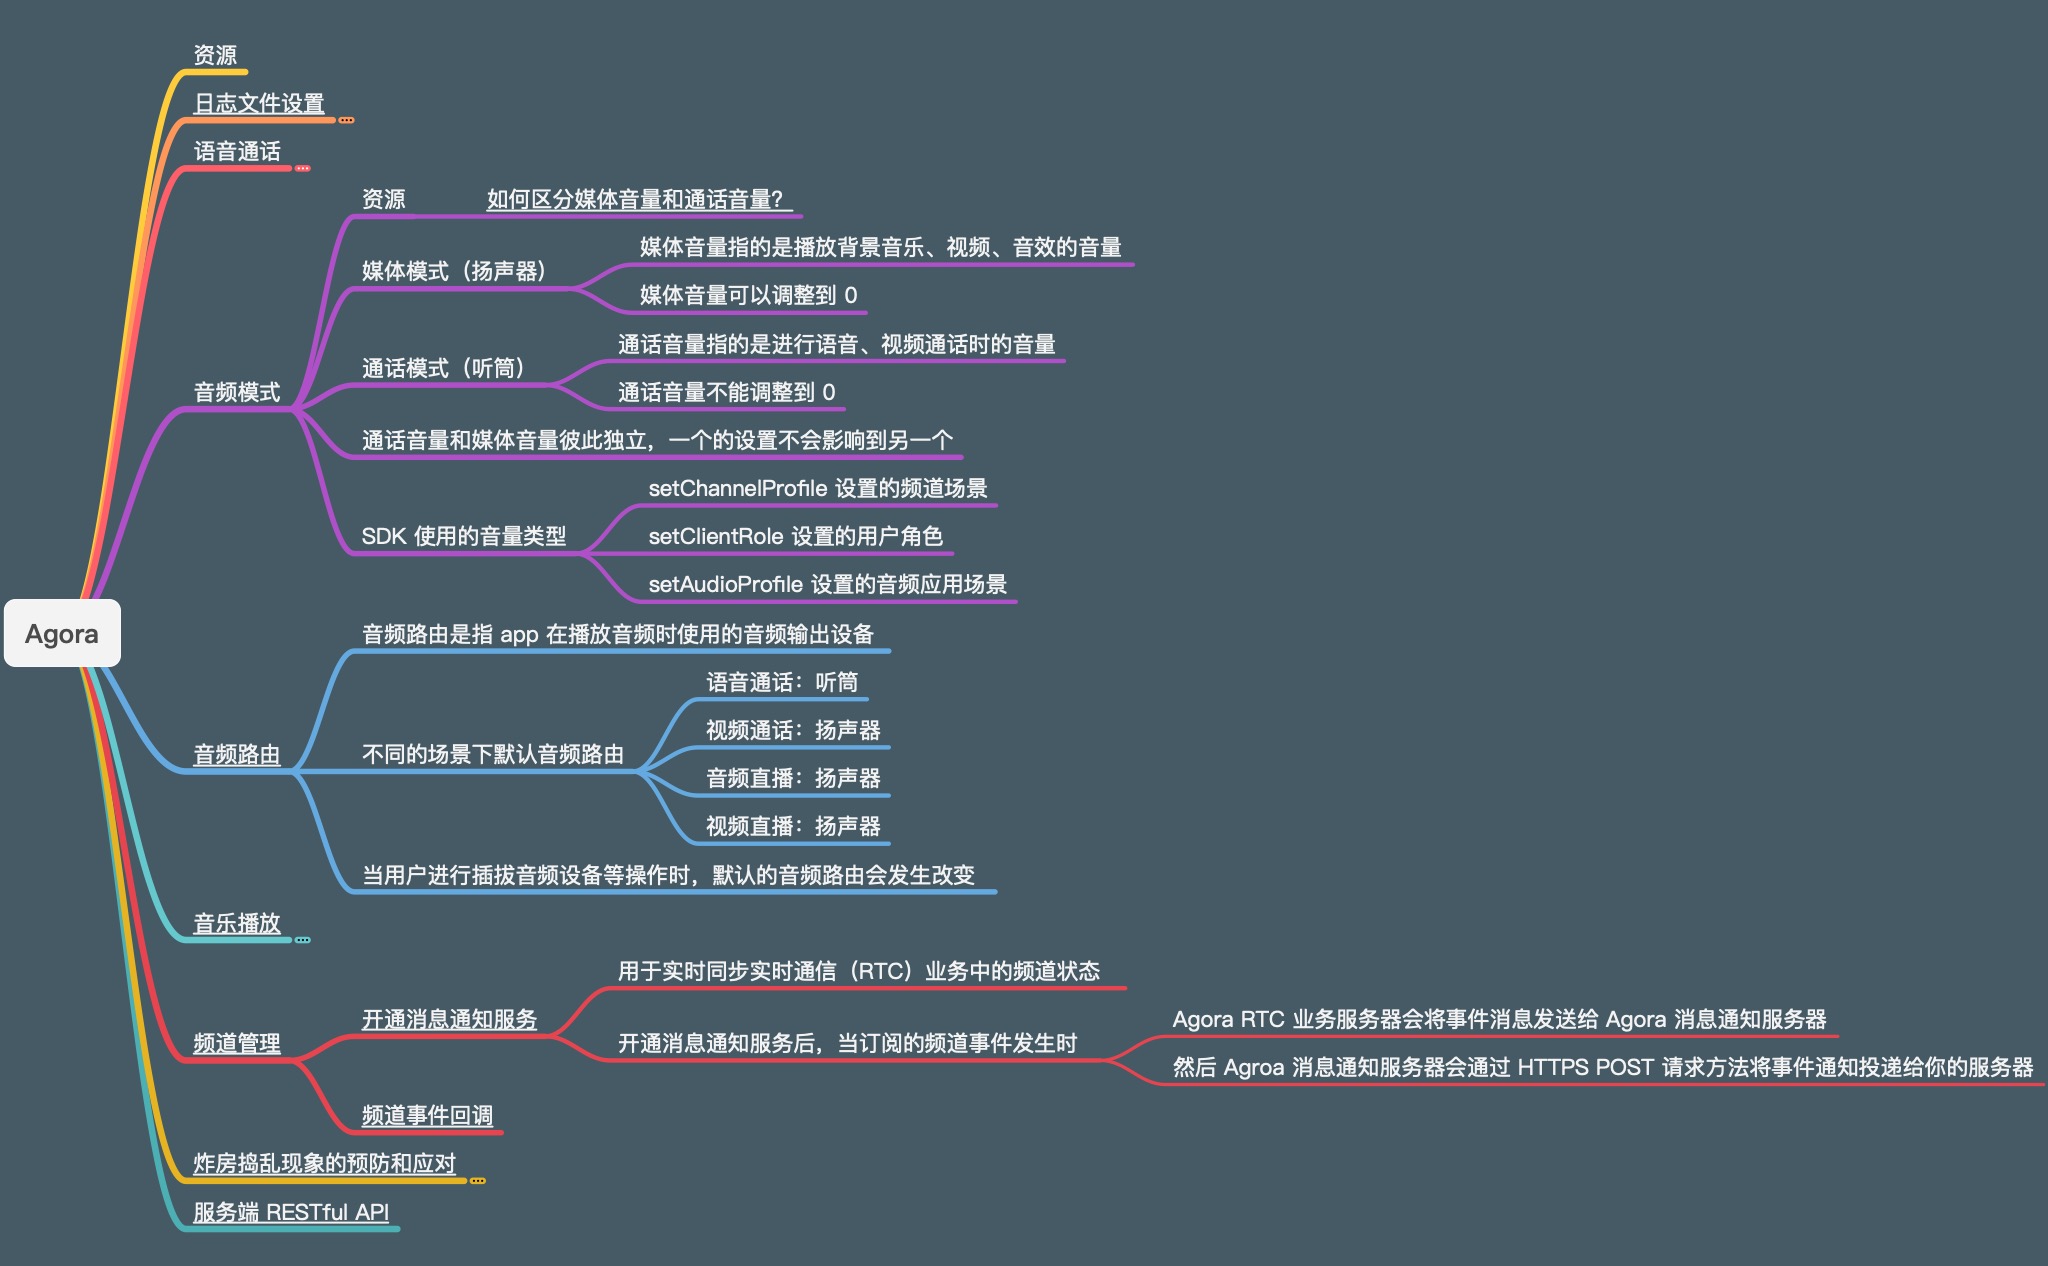 资源
日志文件设置
语音通话
资源
如何区分媒体音量和通话音量？
媒体音量指的是播放背景音乐、视频、音效的音量
媒体模式（扬声器）
媒体音量可以调整到 0
通话音量指的是进行语音、视频通话时的音量
通话模式（听筒）
通话音量不能调整到 0
音频模式
通话音量和媒体音量彼此独立，一个的设置不会影响到另一个
setChannelProfile 设置的频道场景
SDK 使用的音量类型
setClientRole 设置的用户角色
setAudioProfile 设置的音频应用场景
Agora
音频路由是指 app 在播放音频时使用的音频输出设备
语音通话：听筒
视频通话：扬声器
音频路由
不同的场景下默认音频路由
音频直播：扬声器
视频直播：扬声器
当用户进行插拔音频设备等操作时，默认的音频路由会发生改变
音乐播放
用于实时同步实时通信（RTC）业务中的频道状态
开通消息通知服务
Agora RTC 业务服务器会将事件消息发送给 Agora 消息通知服务器
频道管理
开通消息通知服务后，当订阅的频道事件发生时
然后 Agroa 消息通知服务器会通过 HTTPS POST 请求方法将事件通知投递给你的服务器
频道事件回调
炸房捣乱现象的预防和应对
服务端 RESTful API